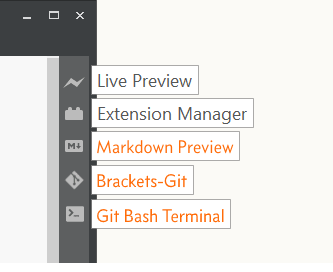 Live Preview
Extension Manager
M↓
Markdown Preview
Brackets-Git
Git Bash Terminal